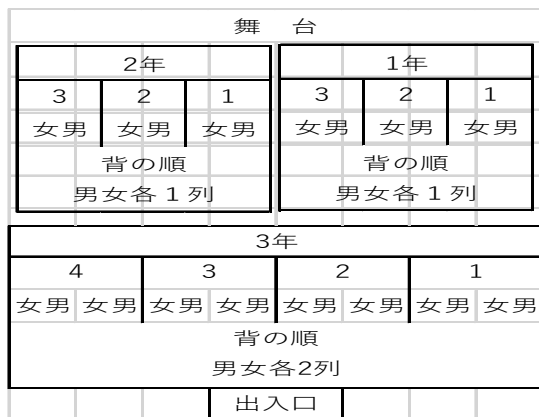 舞 台
2年 1年
3 2 1 3 2 1
女男 女男 女男 女男 女男 女男
背の順 背の順
男女各1列 男女各1列
3年
4 3 2 1
女男 女男 女男 女男 女男 女男 女男 女男
背の順
男女各2列
出入口